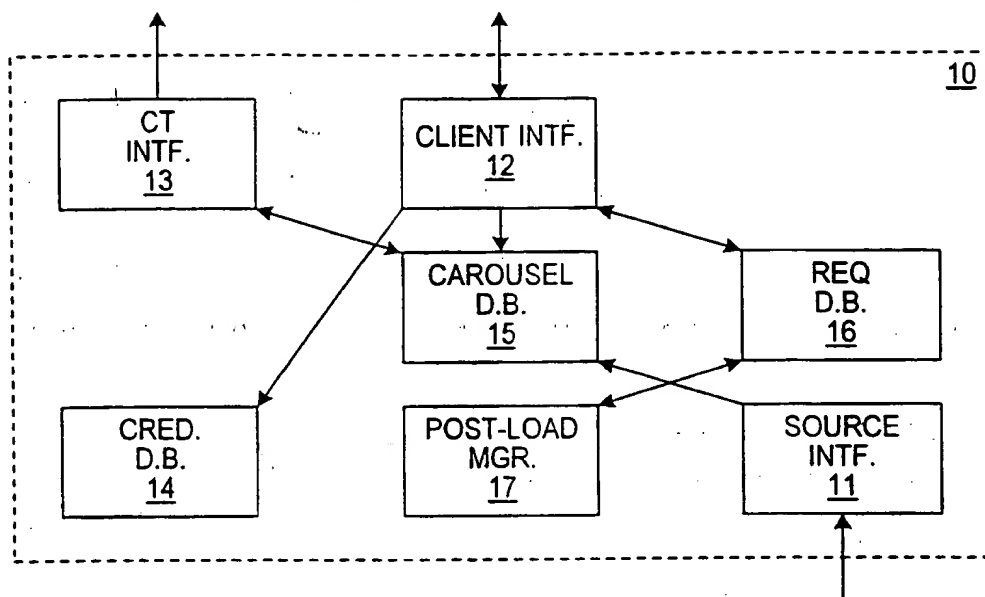 10
CT
INTF.
13
CLIENT INTF.
12
CAROUSEL
D.B.
15
REQ
D.B.
16
CRED.
D.B.
14
POST-LOAD
MGR.
17
SOURCE
INTF.
11